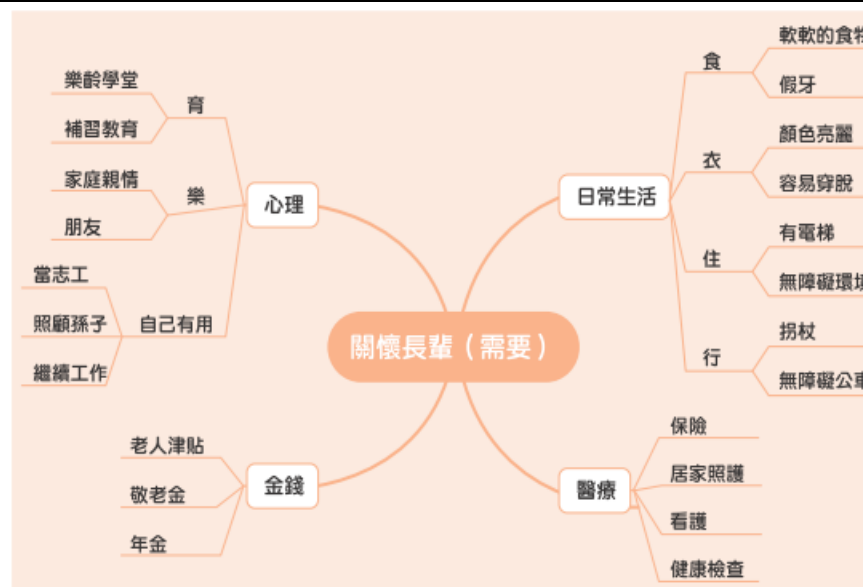 關懷長輩（需要）
心理
育
樂齡學堂
補習教育
樂
家庭親情
朋友
自己有用
當志工
照顧孫子
繼續工作
金錢
老人津貼
敬老金
年金
日常生活
食
軟軟的食物
假牙
衣
顏色亮麗
容易穿脫
住
有電梯
無障礙環境
行
拐杖
無障礙公車
醫療
保險
居家照護
看護
健康檢查